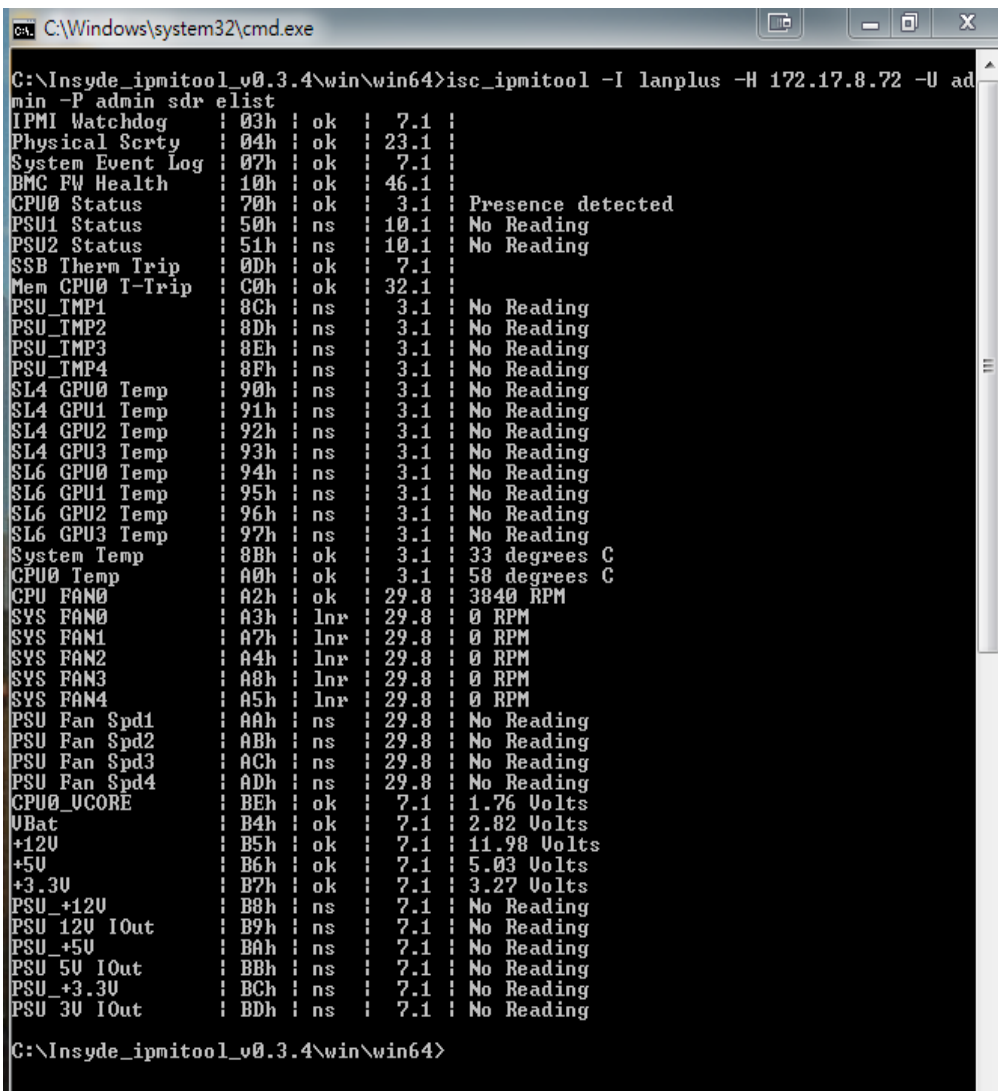 C:\Windows\system32\cmd.exe
C:\Insyde_ipmitool_v0.3.4\win\win64>isc_ipmitool -I lanplus -H 172.17.8.72 -U ad
min -P admin sdr elist
IPMI Watchdog | 03h | ok | 7.1 |
Physical Scrty | 04h | ok | 23.1 |
System Event Log | 07h | ok | 7.1 |
BMC FW Health | 10h | ok | 46.1 |
CPU0 Status | 70h | ok | 3.1 | Presence detected
PSU1 Status | 50h | ns | 10.1 | No Reading
PSU2 Status | 51h | ns | 10.1 | No Reading
SSB Therm Trip | 0Dh | ok | 7.1 |
Mem CPU0 T-Trip | C0h | ok | 32.1 |
PSU_TMP1 | 8Ch | ns | 3.1 | No Reading
PSU_TMP2 | 8Dh | ns | 3.1 | No Reading
PSU_TMP3 | 8Eh | ns | 3.1 | No Reading
PSU_TMP4 | 8Fh | ns | 3.1 | No Reading
SL4 GPU0 Temp | 90h | ns | 3.1 | No Reading
SL4 GPU1 Temp | 91h | ns | 3.1 | No Reading
SL4 GPU2 Temp | 92h | ns | 3.1 | No Reading
SL4 GPU3 Temp | 93h | ns | 3.1 | No Reading
SL6 GPU0 Temp | 94h | ns | 3.1 | No Reading
SL6 GPU1 Temp | 95h | ns | 3.1 | No Reading
SL6 GPU2 Temp | 96h | ns | 3.1 | No Reading
SL6 GPU3 Temp | 97h | ns | 3.1 | No Reading
System Temp | 8Bh | ok | 3.1 | 33 degrees C
CPU0 Temp | A0h | ok | 3.1 | 58 degrees C
CPU FAN0 | A2h | ok | 29.8 | 3840 RPM
SYS FAN0 | A3h | lnr | 29.8 | 0 RPM
SYS FAN1 | A7h | lnr | 29.8 | 0 RPM
SYS FAN2 | A4h | lnr | 29.8 | 0 RPM
SYS FAN3 | A8h | lnr | 29.8 | 0 RPM
SYS FAN4 | A5h | lnr | 29.8 | 0 RPM
PSU Fan Spd1 | AAh | ns | 29.8 | No Reading
PSU Fan Spd2 | ABh | ns | 29.8 | No Reading
PSU Fan Spd3 | ACh | ns | 29.8 | No Reading
PSU Fan Spd4 | ADh | ns | 29.8 | No Reading
CPU0_VCORE | BEh | ok | 7.1 | 1.76 Volts
VBat | B4h | ok | 7.1 | 2.82 Volts
+12V | B5h | ok | 7.1 | 11.98 Volts
+5V | B6h | ok | 7.1 | 5.03 Volts
+3.3V | B7h | ok | 7.1 | 3.27 Volts
PSU_+12V | B8h | ns | 7.1 | No Reading
PSU 12V IOut | B9h | ns | 7.1 | No Reading
PSU_+5V | BAh | ns | 7.1 | No Reading
PSU 5V IOut | BBh | ns | 7.1 | No Reading
PSU_+3.3V | BCh | ns | 7.1 | No Reading
PSU 3V IOut | BDh | ns | 7.1 | No Reading
C:\Insyde_ipmitool_v0.3.4\win\win64>